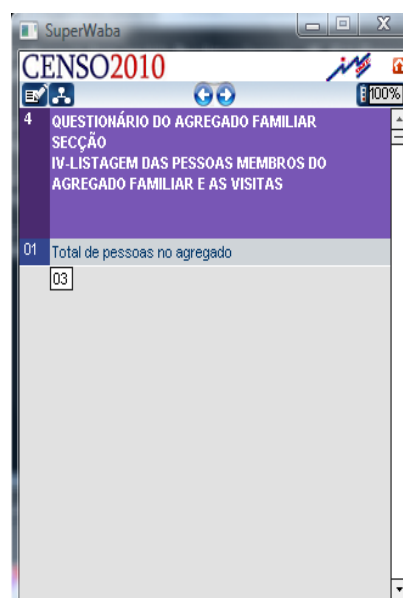 SuperWaba
CENSO2010
100%
4 QUESTIONÁRIO DO AGREGADO FAMILIAR
SECÇÃO
IV-LISTAGEM DAS PESSOAS MEMBROS DO
AGREGADO FAMILIAR E AS VISITAS
01 Total de pessoas no agregado
03